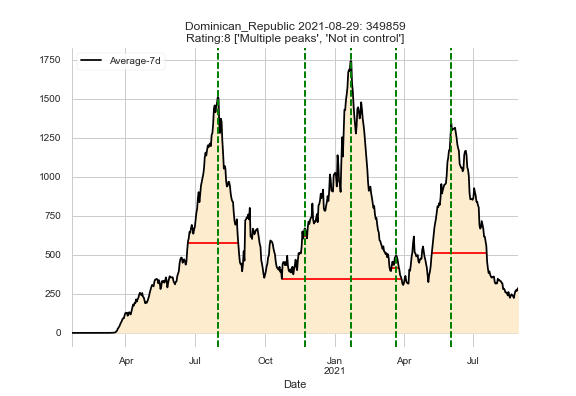 Dominican_Republic 2021-08-29: 349859
Rating:8 ['Multiple peaks', 'Not in control']
Average-7d
1750
1500
1250
1000
750
500
250
0
Apr
Jul
Oct
Jan
2021
Apr
Jul
Date